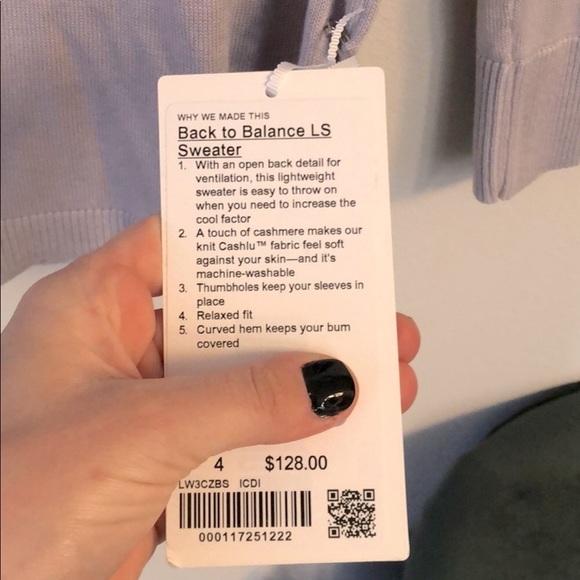 WHY WE MADE THIS
Back to Balance LS
Sweater
1. With an open back detail for
ventilation, this lightweight
sweater is easy to throw on
when you need to increase the
cool factor
2. A touch of cashmere makes our
knit Cashlu™ fabric feel soft
against your skin—and it's
machine-washable
3. Thumbholes keep your sleeves in
place
4. Relaxed fit
5. Curved hem keeps your bum
covered
4 $128.00
LW3CZBS ICDI
000117251222